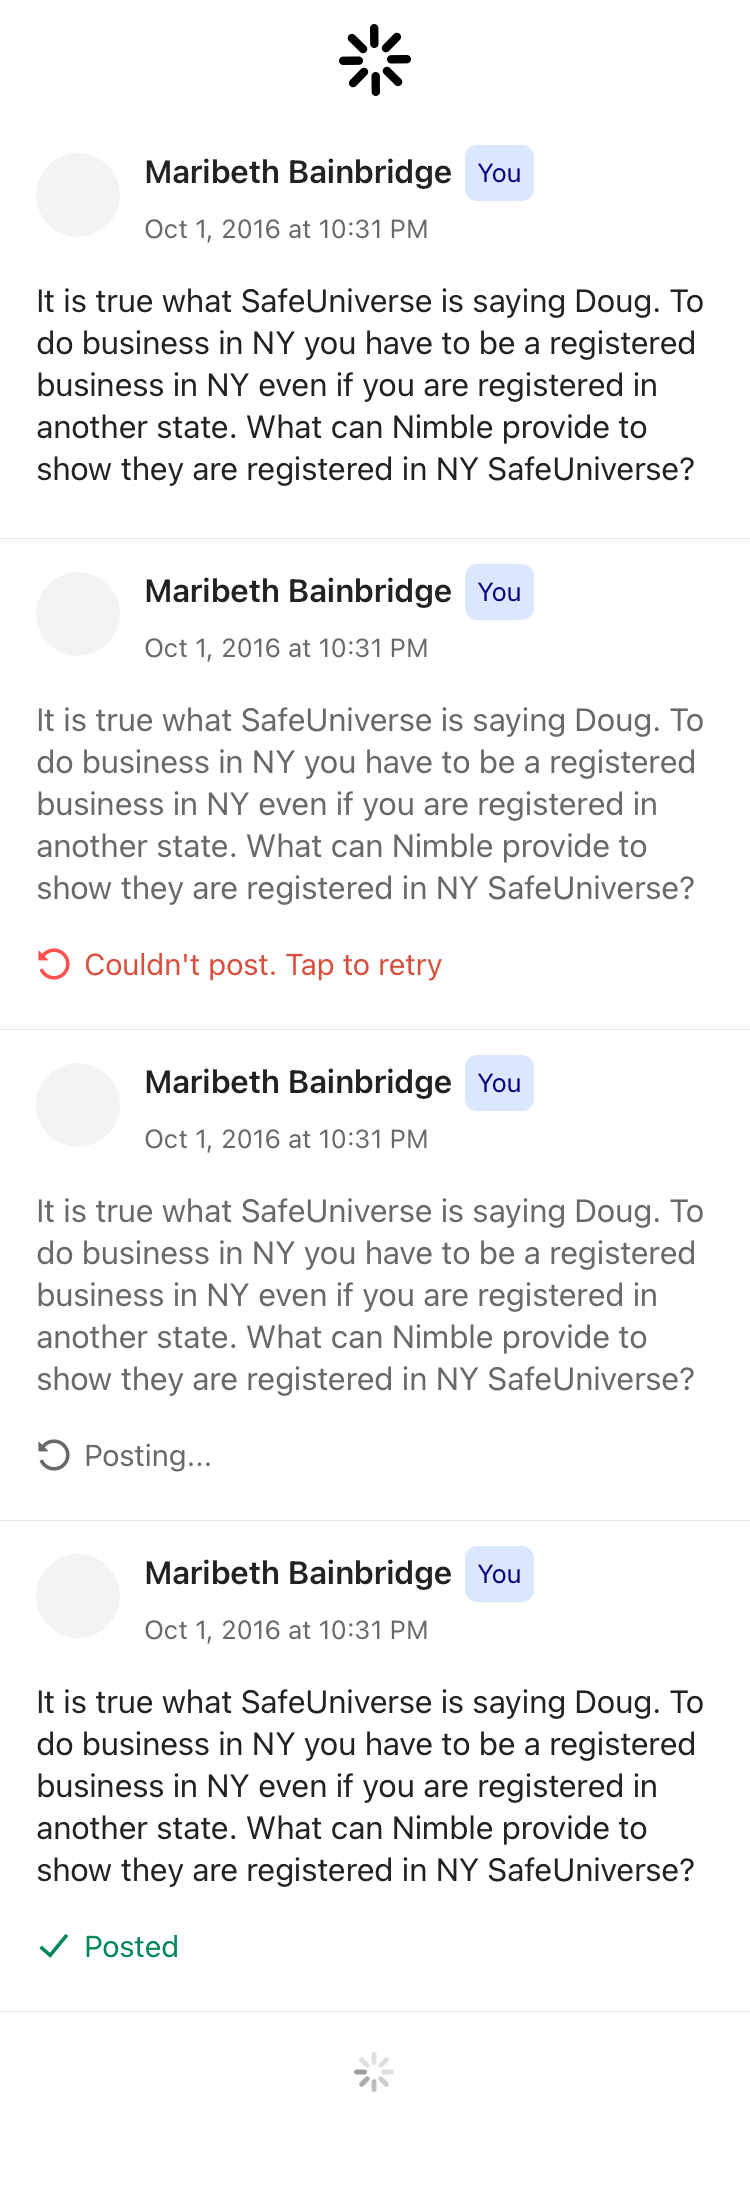 Maribeth Bainbridge You
Oct 1, 2016 at 10:31 PM
It is true what SafeUniverse is saying Doug. To
do business in NY you have to be a registered
business in NY even if you are registered in
another state. What can Nimble provide to
show they are registered in NY SafeUniverse?
Maribeth Bainbridge You
Oct 1, 2016 at 10:31 PM
It is true what SafeUniverse is saying Doug. To
do business in NY you have to be a registered
business in NY even if you are registered in
another state. What can Nimble provide to
show they are registered in NY SafeUniverse?
Couldn't post. Tap to retry
Maribeth Bainbridge You
Oct 1, 2016 at 10:31 PM
It is true what SafeUniverse is saying Doug. To
do business in NY you have to be a registered
business in NY even if you are registered in
another state. What can Nimble provide to
show they are registered in NY SafeUniverse?
Posting...
Maribeth Bainbridge You
Oct 1, 2016 at 10:31 PM
It is true what SafeUniverse is saying Doug. To
do business in NY you have to be a registered
business in NY even if you are registered in
another state. What can Nimble provide to
show they are registered in NY SafeUniverse?
Posted